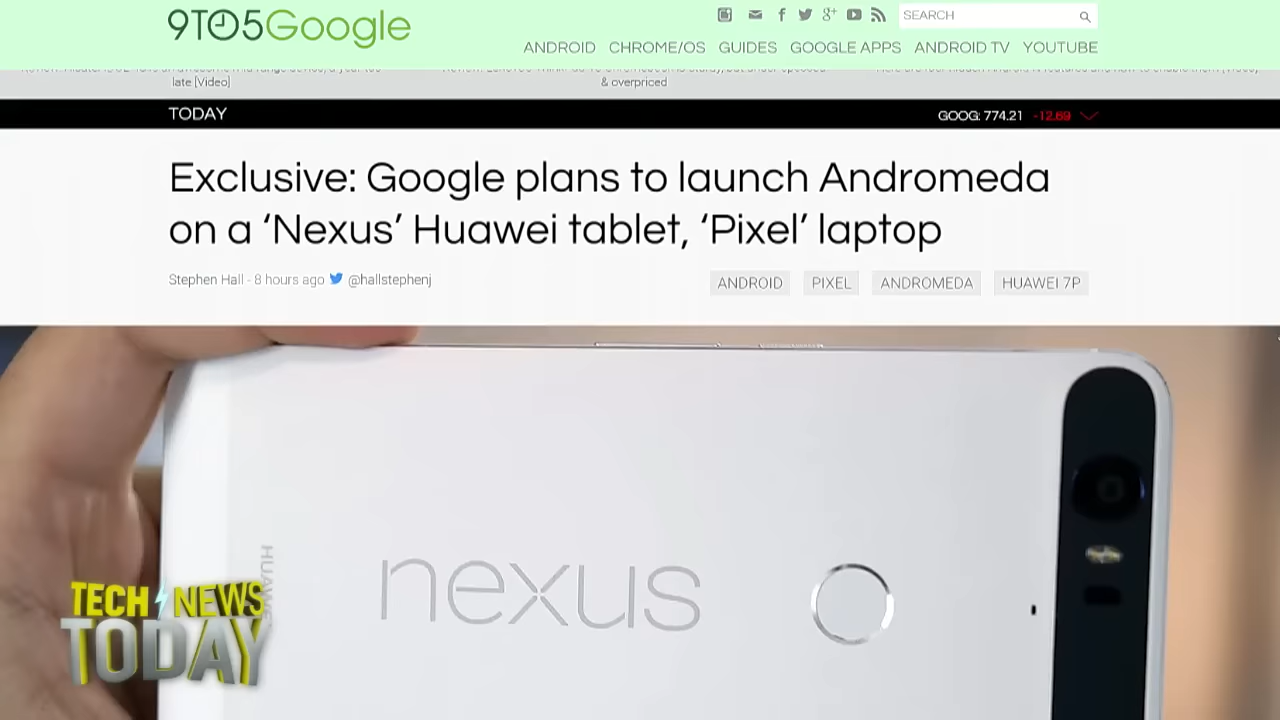 9TO5Google
SEARCH
ANDROID CHROME/OS GUIDES GOOGLE APPS ANDROID TV YOUTUBE
late [Video]
& overpriced
TODAY
GOOG: 774.21 -12.69
Exclusive: Google plans to launch Andromeda
on a ‘Nexus’ Huawei tablet, ‘Pixel’ laptop
Stephen Hall - 8 hours ago @hallstephenj
ANDROID PIXEL ANDROMEDA HUAWEI 7P
HUAWEI
nexus
TECH NEWS
TODAY